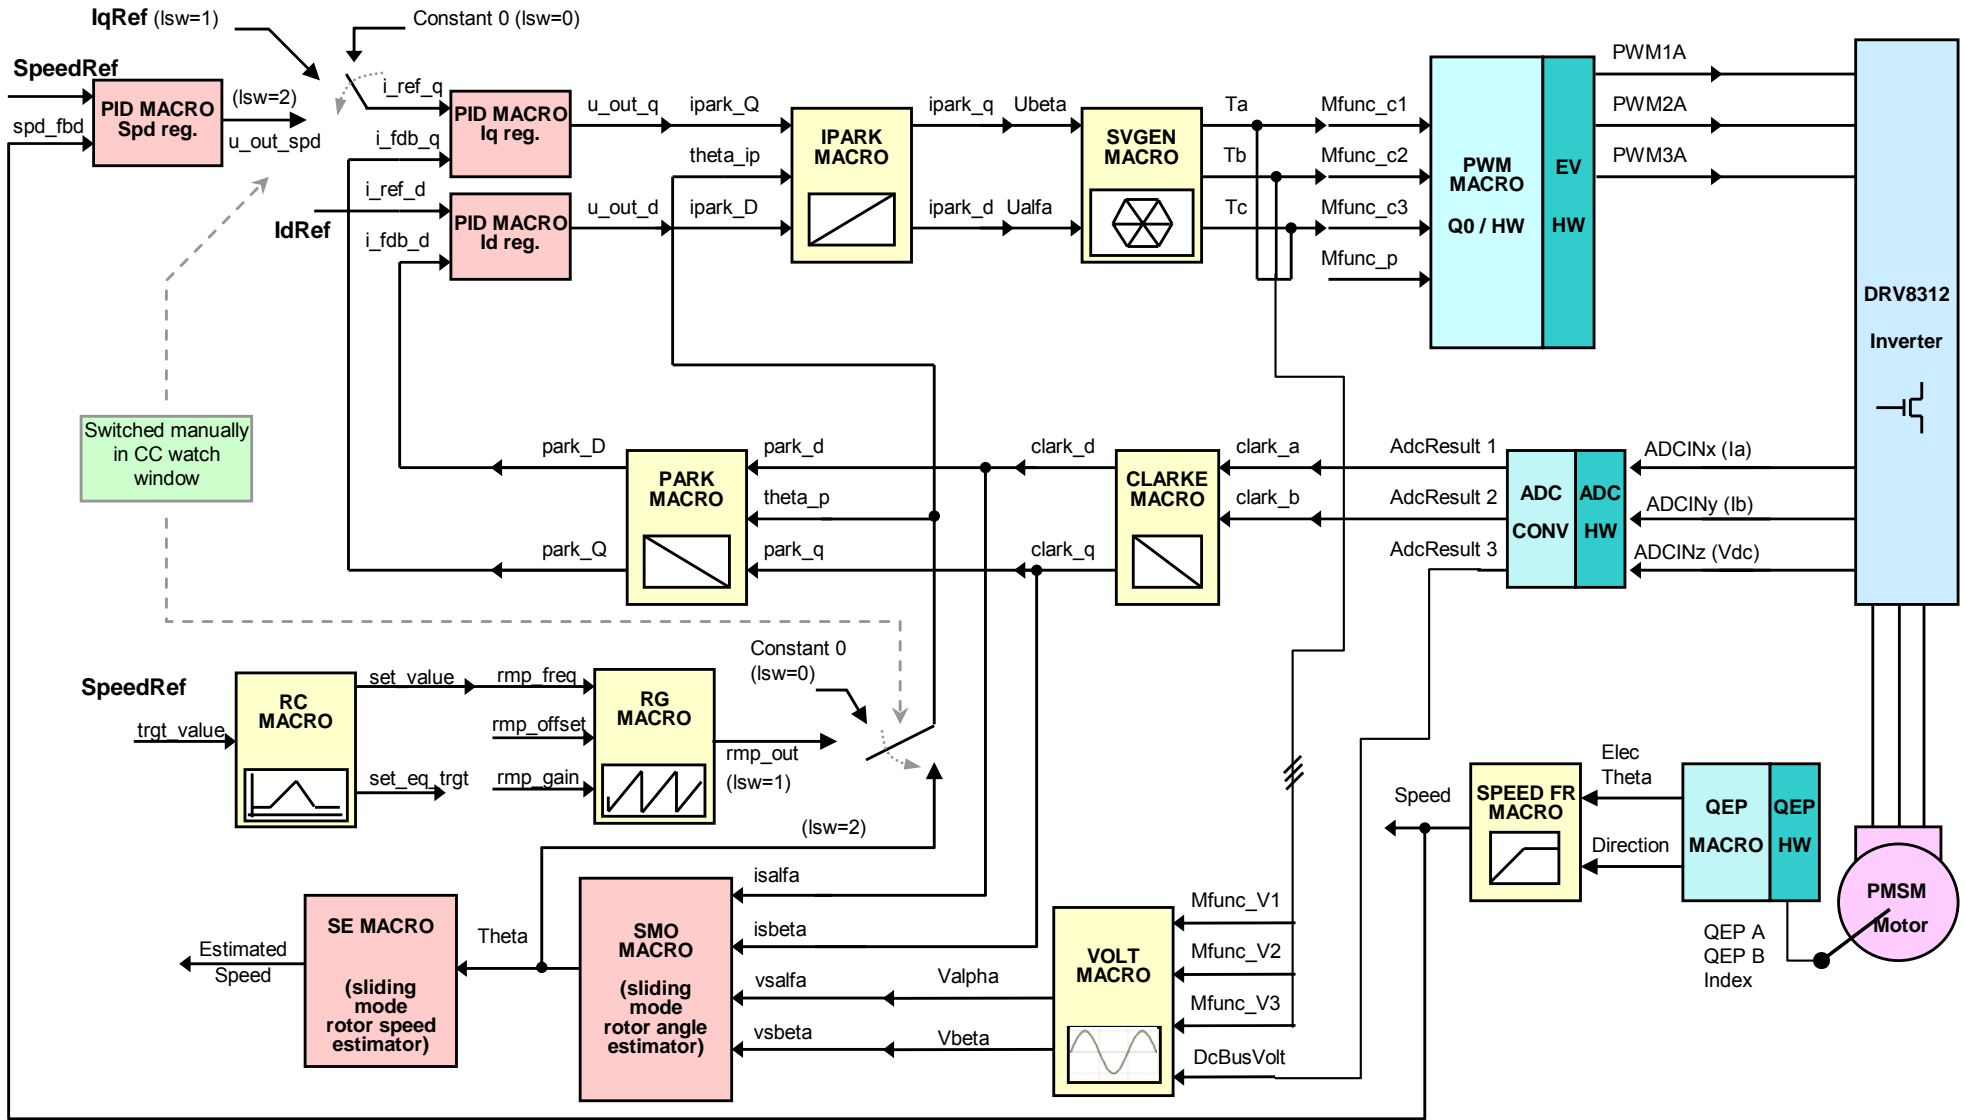 IqRef (lsw=1)
Constant 0 (lsw=0)
SpeedRef
PID MACRO
Spd reg.
(lsw=2)
spd_fbd
u_out_spd
i_ref_q
i_fdb_q
PID MACRO
Iq reg.
u_out_q
ipark_Q
i_ref_d
IdRef
i_fdb_d
PID MACRO
Id reg.
u_out_d
theta_ip
ipark_D
IPARK
MACRO
ipark_q
Ubeta
ipark_d
Ualfa
SVGEN
MACRO
Ta
Tb
Tc
Mfunc_c1
Mfunc_c2
Mfunc_c3
Mfunc_p
PWM
MACRO
Q0 / HW
EV
HW
PWM1A
PWM2A
PWM3A
DRV8312
Inverter
Switched manually
in CC watch
window
park_D
park_Q
PARK
MACRO
park_d
theta_p
park_q
clark_d
clark_q
CLARKE
MACRO
clark_a
clark_b
AdcResult 1
AdcResult 2
AdcResult 3
ADC
CONV
ADC
HW
ADCINx (Ia)
ADCINy (Ib)
ADCINz (Vdc)
SpeedRef
trgt_value
RC
MACRO
set_value
set_eq_trgt
rmp_freq
rmp_offset
rmp_gain
RG
MACRO
rmp_out
(lsw=1)
Constant 0
(lsw=0)
(lsw=2)
Estimated
Speed
SE MACRO
(sliding
mode
rotor speed
estimator)
Theta
SMO
MACRO
(sliding
mode
rotor angle
estimator)
isalfa
isbeta
vsalfa
vsbeta
Valpha
Vbeta
VOLT
MACRO
Mfunc_V1
Mfunc_V2
Mfunc_V3
DcBusVolt
Speed
SPEED FR
MACRO
Elec
Theta
Direction
QEP
MACRO
QEP
HW
QEP A
QEP B
Index
PMSM
Motor